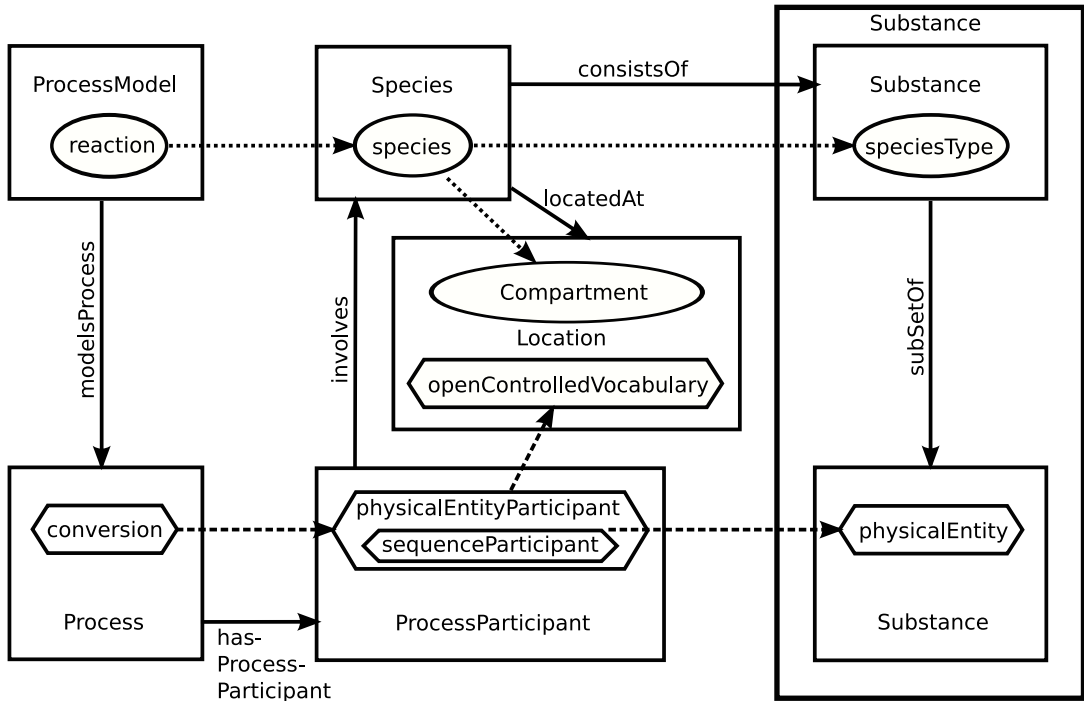 Substance
ProcessModel
Species
consistsOf
Substance
reaction
species
speciesType
locatedAt
modelsProcess
involves
Compartment
Location
openControlledVocabulary
subSetOf
physicalEntityParticipant
conversion
sequenceParticipant
physicalEntity
Process
ProcessParticipant
Substance
has-
Process-
Participant